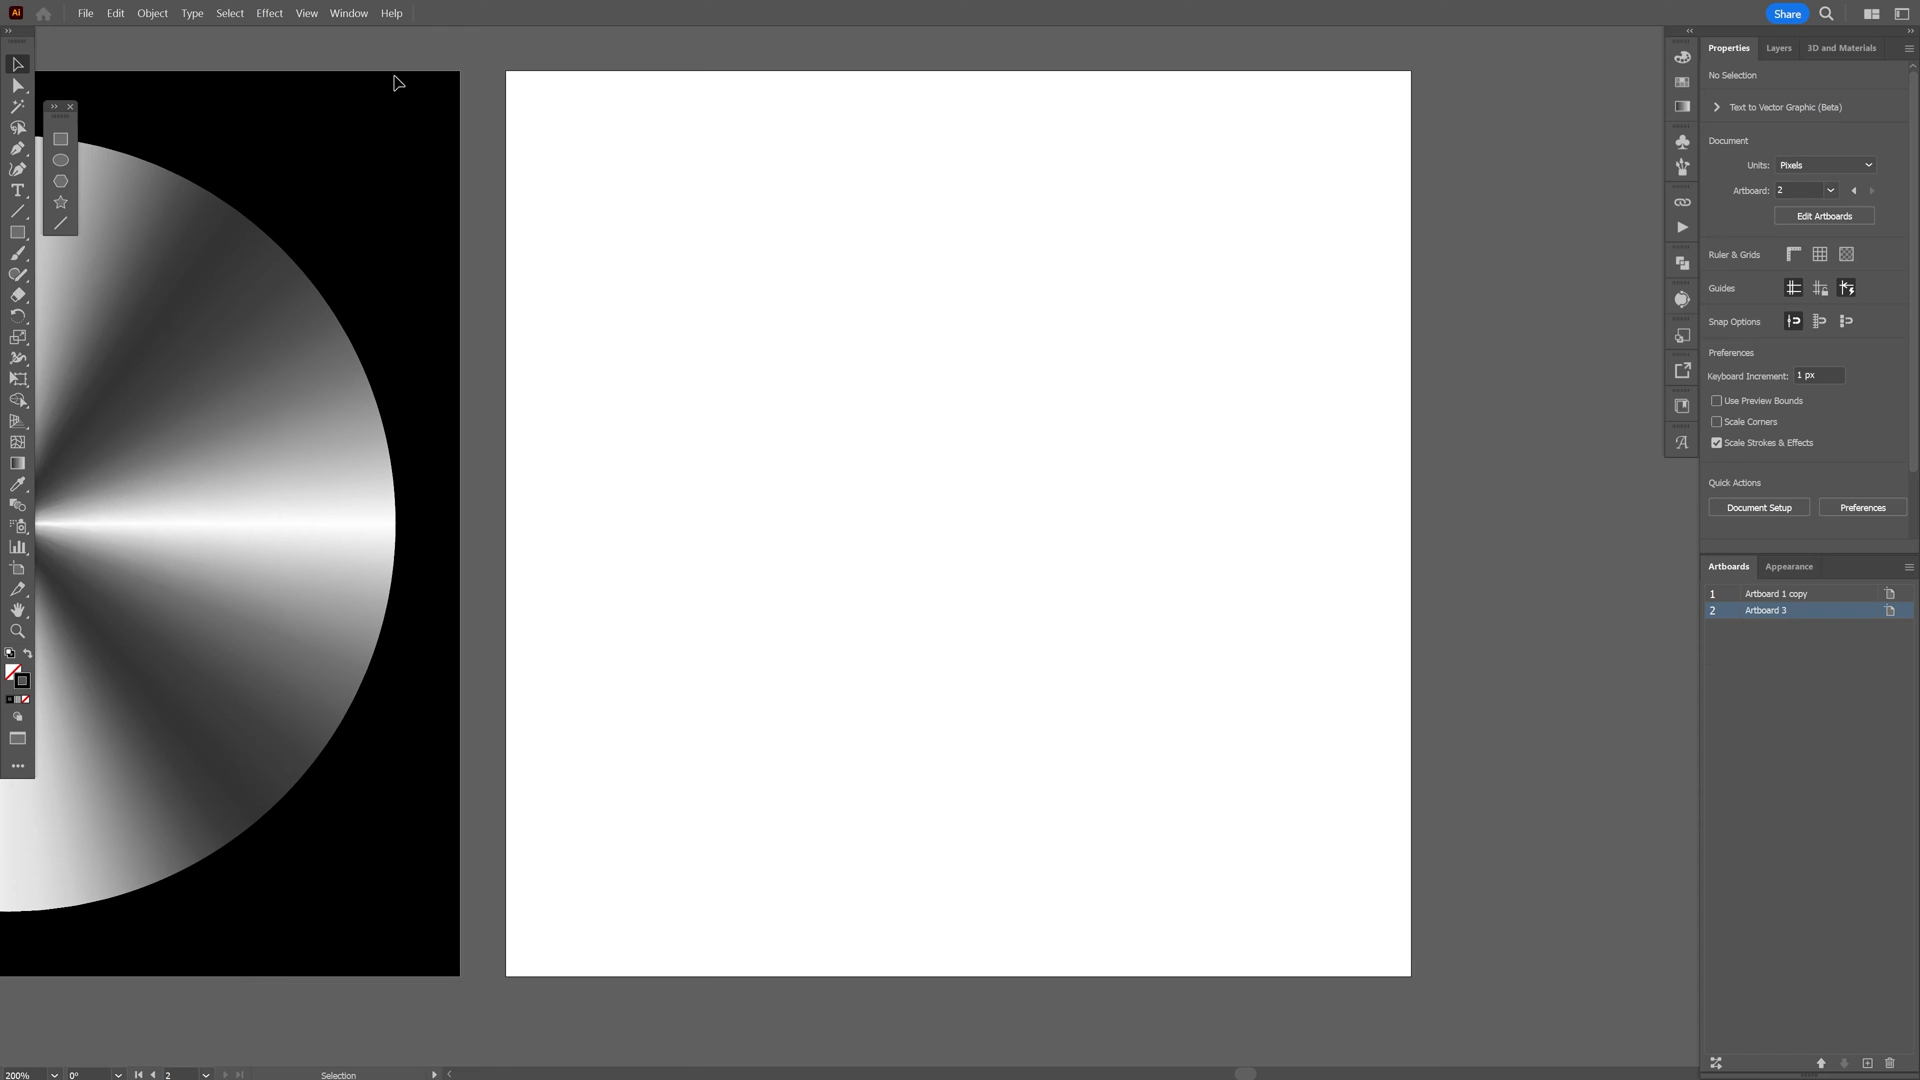 Ai File Edit Object Type Select Effect View Window Help Share
Properties Layers 3D and Materials
No Selection
Text to Vector Graphic (Beta)
Document
Units: Pixels
Artboard: 2
Edit Artboards
Ruler & Grids
Guides
Snap Options
Preferences
Keyboard Increment: 1 px
Use Preview Bounds
Scale Corners
Scale Strokes & Effects
Quick Actions
Document Setup Preferences
Artboards Appearance
1 Artboard 1 copy
2 Artboard 3
200% 0° 2 Selection